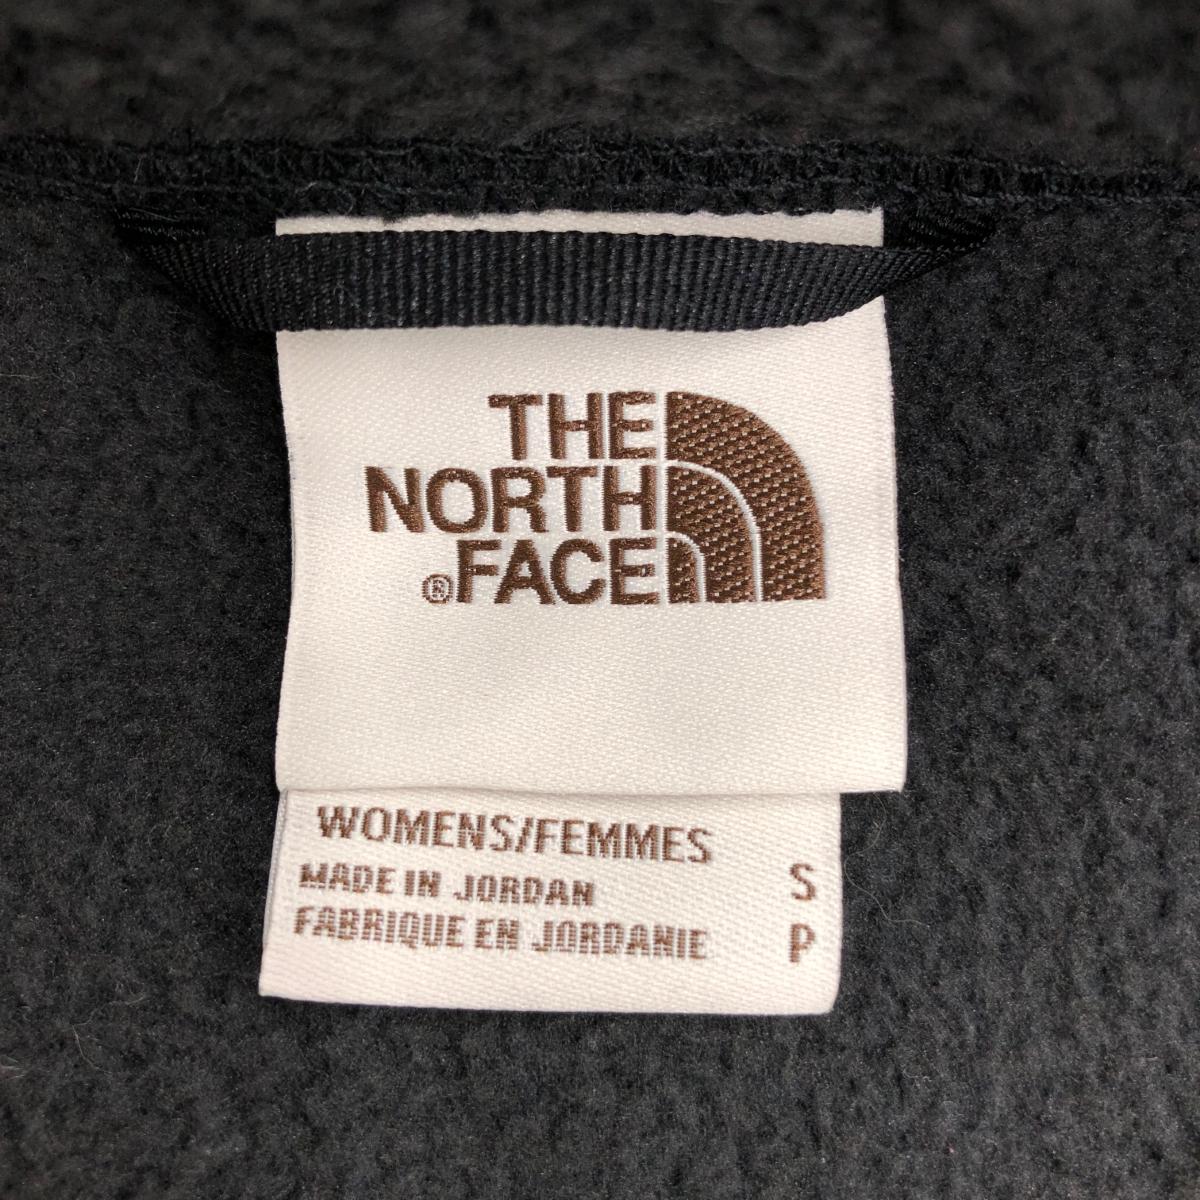 THE
NORTH
®FACE
WOMENS/FEMMES
MADE IN JORDAN S
FABRIQUE EN JORDANIE P